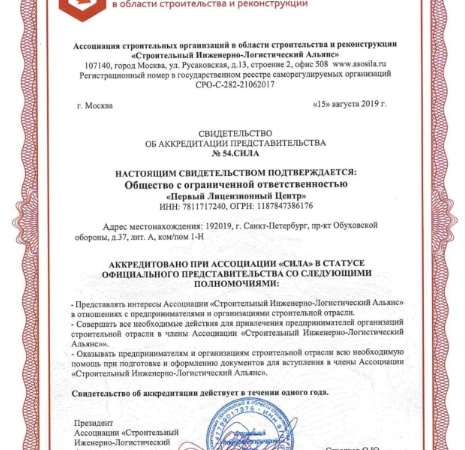 в области строительства и реконструкции
Ассоциация строительных организаций в области строительства и реконструкции
«Строительный Инженерно-Логистический Альянс»
107140, город Москва, ул. Русаковская, д.13, строение 2, офис 508 www.asosila.ru
Регистрационный номер в государственном реестре саморегулируемых организаций
СРО-С-282-21062017
г. Москва «15» августа 2019 г.
СВИДЕТЕЛЬСТВО
ОБ АККРЕДИТАЦИИ ПРЕДСТАВИТЕЛЬСТВА
№ 54.СИЛА
НАСТОЯЩИМ СВИДЕТЕЛЬСТВОМ ПОДТВЕРЖДАЕТСЯ:
Общество с ограниченной ответственностью
«Первый Лицензионный Центр»
ИНН: 7811717240, ОГРН: 1187847386176
Адрес местонахождения: 192019, г. Санкт-Петербург, пр-кт Обуховской
обороны, д.37, лит. А, ком/пом 1-Н
АККРЕДИТОВАНО ПРИ АССОЦИАЦИИ «СИЛА» В СТАТУСЕ
ОФИЦИАЛЬНОГО ПРЕДСТАВИТЕЛЬСТВА СО СЛЕДУЮЩИМИ
ПОЛНОМОЧИЯМИ:
- Представлять интересы Ассоциации «Строительный Инженерно-Логистический Альянс»
в отношениях с предпринимателями и организациями строительной отрасли.
- Совершать все необходимые действия для привлечения предпринимателей организаций
строительной отрасли в члены Ассоциации «Строительный Инженерно-Логистический
Альянс».
- Оказывать предпринимателям и организациям строительной отрасли всю необходимую
помощь при подготовке и оформлению документов для вступления в члены Ассоциации
«Строительный Инженерно-Логистический Альянс».
Свидетельство об аккредитации действует в течении одного года.
Президент
Ассоциации «Строительный
Инженерно-Логистический